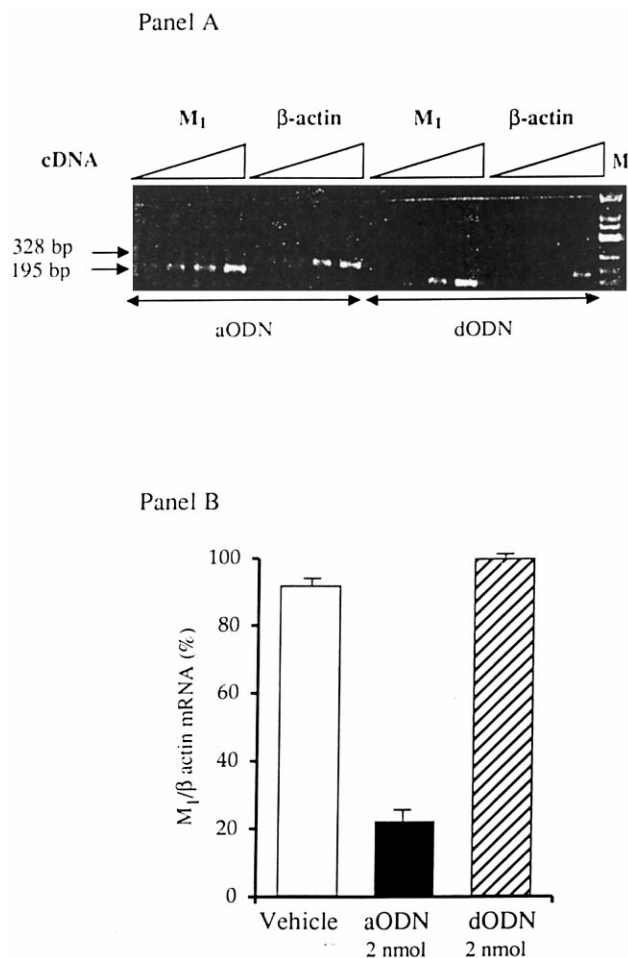 Panel A
M₁ β-actin M₁ β-actin
cDNA M
328 bp
195 bp
aODN dODN
Panel B
M₁/β actin mRNA (%)
100
80
60
40
20
0
Vehicle aODN dODN
2 nmol 2 nmol